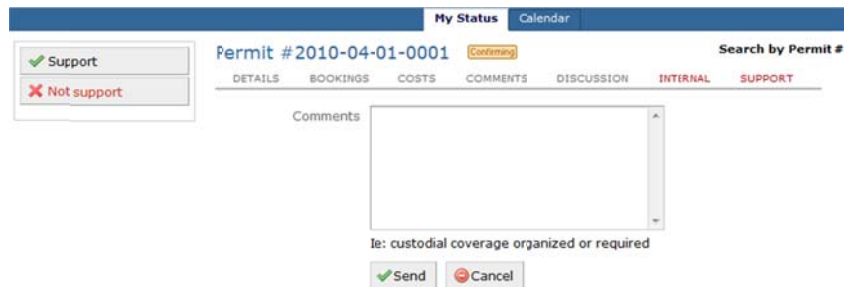 My Status Calendar
Support
Not support
Permit #2010-04-01-0001 Confirming
Search by Permit #
DETAILS BOOKINGS COSTS COMMENTS DISCUSSION INTERNAL SUPPORT
Comments
Ie: custodial coverage organized or required
Send Cancel